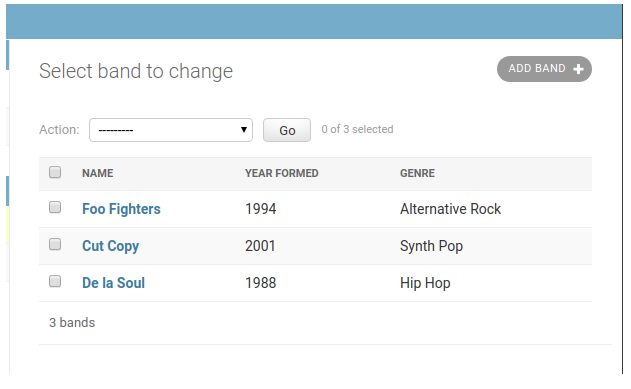 Select band to change
ADD BAND +
Action: --------- Go 0 of 3 selected
NAME YEAR FORMED GENRE
Foo Fighters 1994 Alternative Rock
Cut Copy 2001 Synth Pop
De la Soul 1988 Hip Hop
3 bands